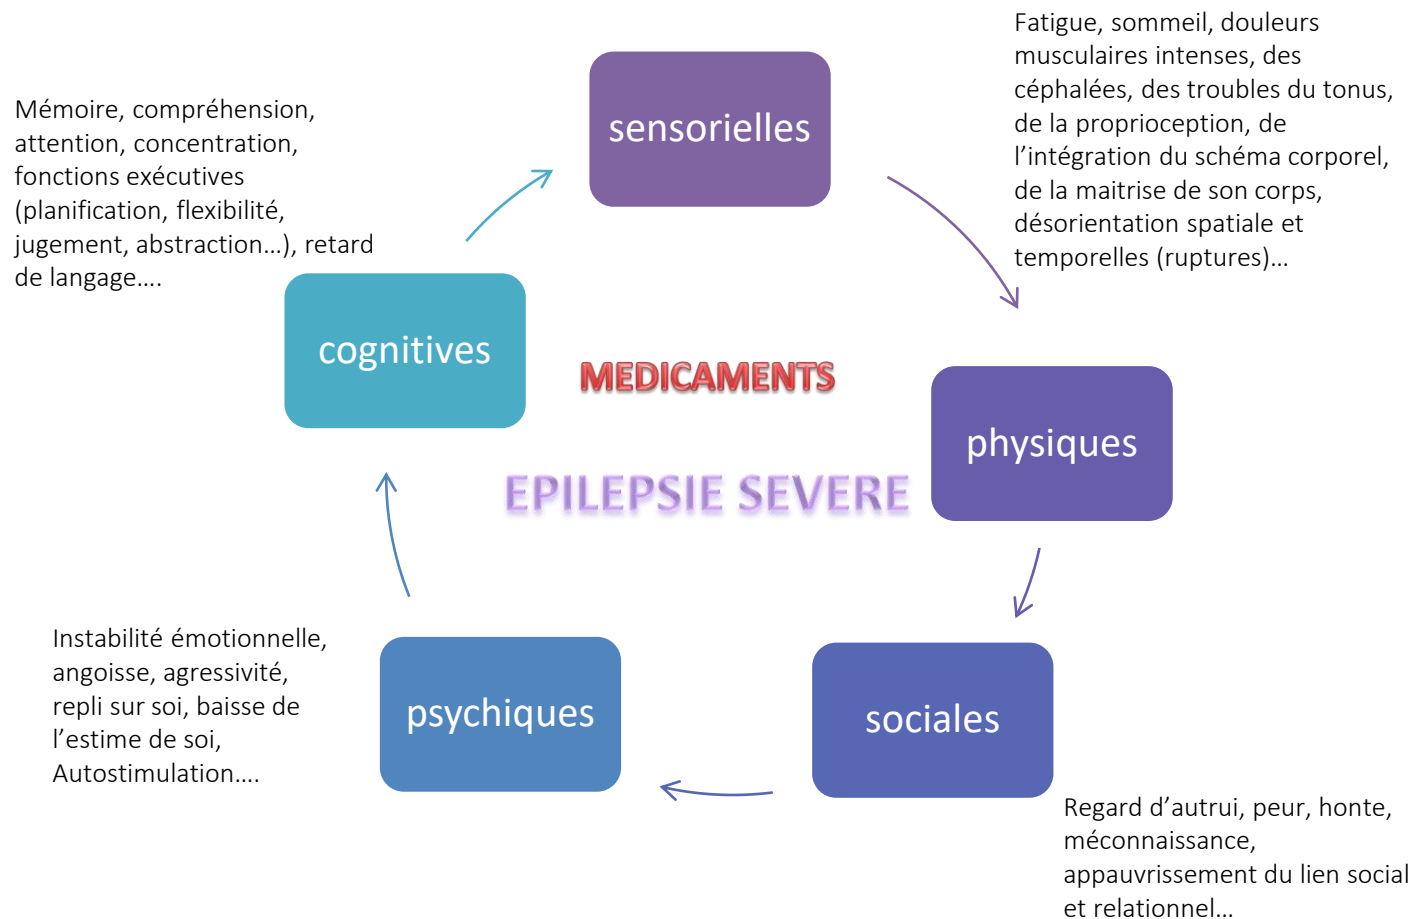 Fatigue, sommeil, douleurs
musculaires intenses, des
céphalées, des troubles du tonus,
de la proprioception, de
l’intégration du schéma corporel,
de la maitrise de son corps,
désorientation spatiale et
temporelles (ruptures)…
sensorielles
Mémoire, compréhension,
attention, concentration,
fonctions exécutives
(planification, flexibilité,
jugement, abstraction…), retard
de langage….
cognitives
MEDICAMENTS
physiques
EPILEPSIE SEVERE
Instabilité émotionnelle,
angoisse, agressivité,
repli sur soi, baisse de
l’estime de soi,
Autostimulation….
psychiques
sociales
Regard d’autrui, peur, honte,
méconnaissance,
appauvrissement du lien social
et relationnel…